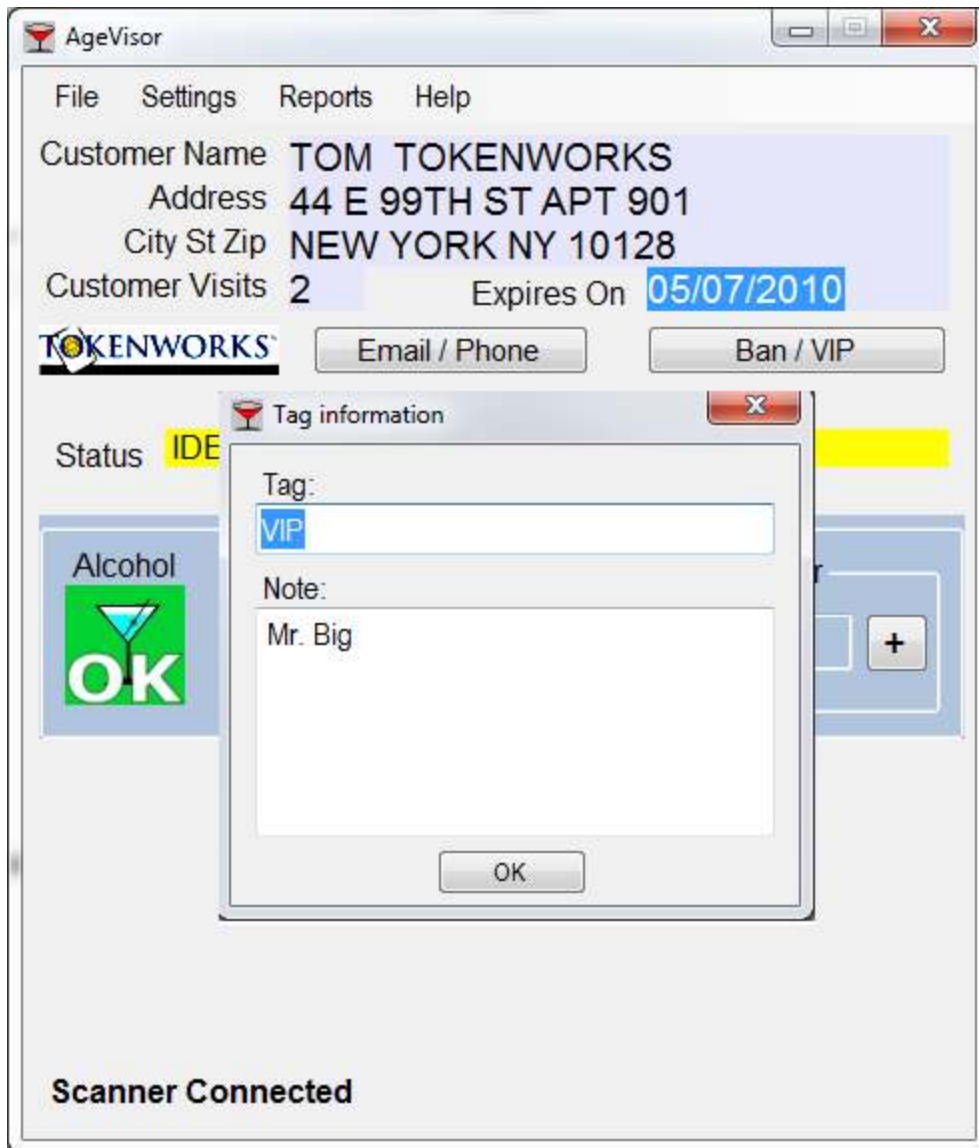 AgeVisor
File Settings Reports Help
Customer Name TOM TOKENWORKS
Address 44 E 99TH ST APT 901
City St Zip NEW YORK NY 10128
Customer Visits 2 Expires On 05/07/2010
TOKENWORKS Email / Phone Ban / VIP
Tag information
Status IDE
Tag:
VIP
Alcohol
OK
Note:
Mr. Big
r
+
OK
Scanner Connected